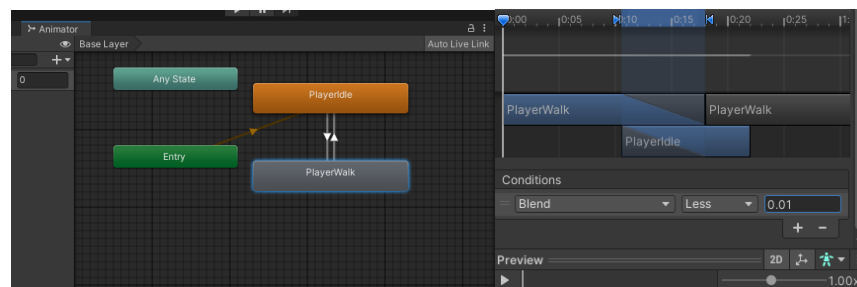 Animator
Base Layer
Auto Live Link
0
Any State
PlayerIdle
Entry
PlayerWalk
0:00 0:05 0:10 0:15 0:20 0:25
PlayerWalk PlayerWalk
PlayerIdle
Conditions
Blend Less 0.01
+ -
Preview 2D
1.00x